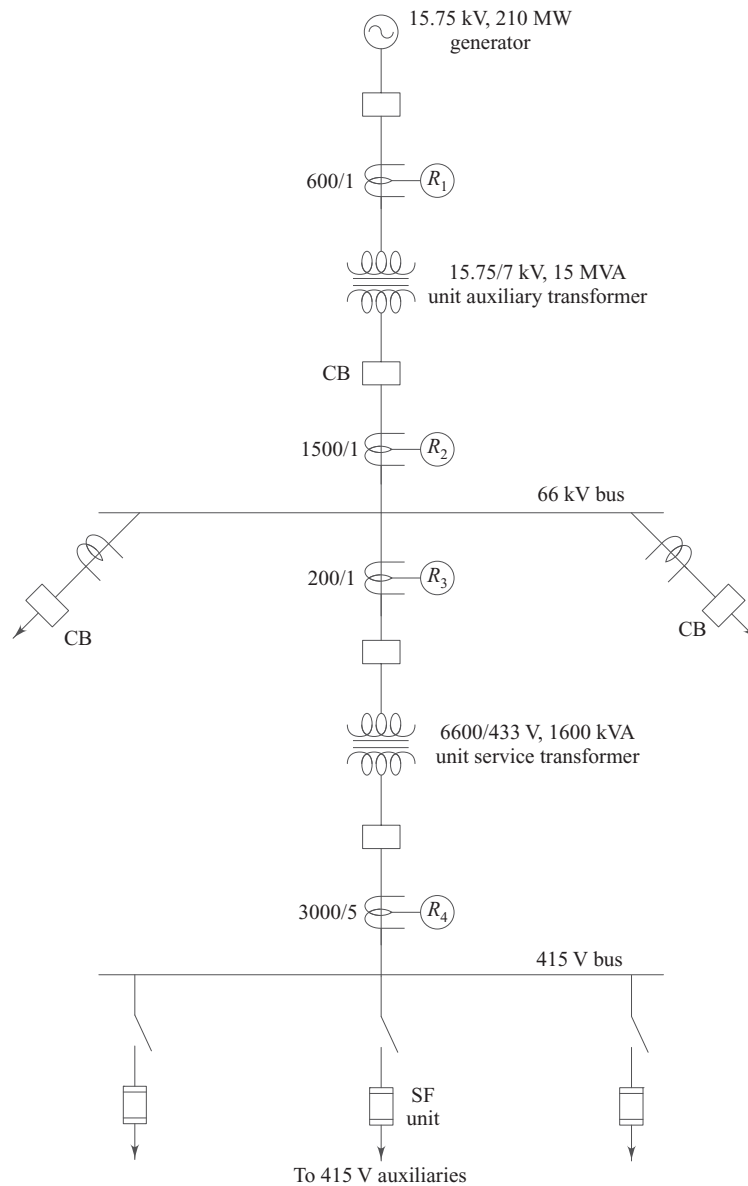 15.75 kV, 210 MW
generator
600/1
R1
15.75/7 kV, 15 MVA
unit auxiliary transformer
CB
1500/1
R2
66 kV bus
200/1
R3
CB
CB
6600/433 V, 1600 kVA
unit service transformer
3000/5
R4
415 V bus
SF
unit
To 415 V auxiliaries